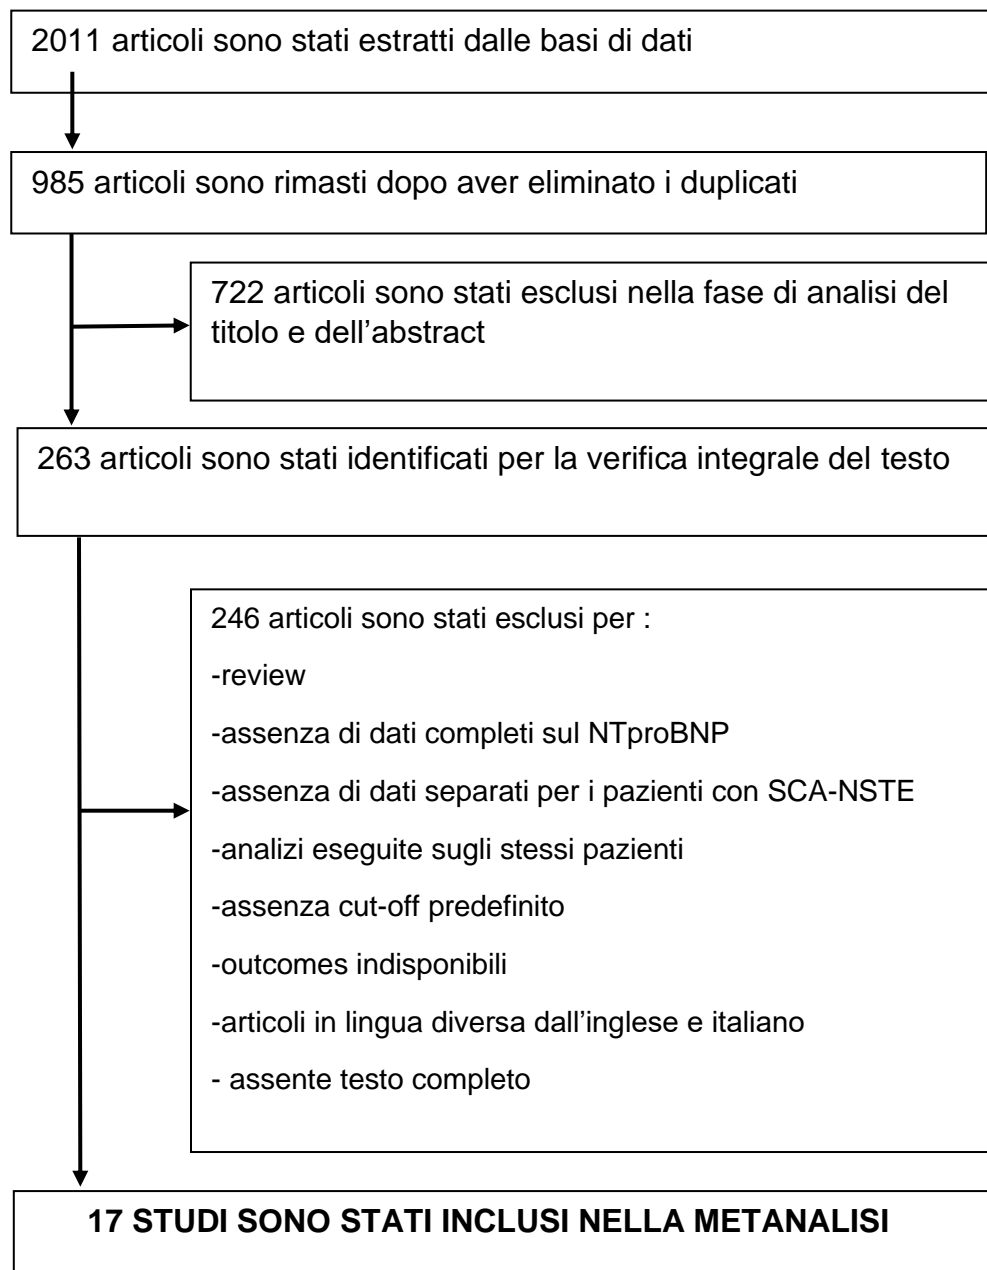 2011 articoli sono stati estratti dalle basi di dati
985 articoli sono rimasti dopo aver eliminato i duplicati
722 articoli sono stati esclusi nella fase di analisi del
titolo e dell’abstract
263 articoli sono stati identificati per la verifica integrale del testo
246 articoli sono stati esclusi per :
-review
-assenza di dati completi sul NTproBNP
-assenza di dati separati per i pazienti con SCA-NSTE
-analizi eseguite sugli stessi pazienti
-assenza cut-off predefinito
-outcomes indisponibili
-articoli in lingua diversa dall’inglese e italiano
- assente testo completo
17 STUDI SONO STATI INCLUSI NELLA METANALISI